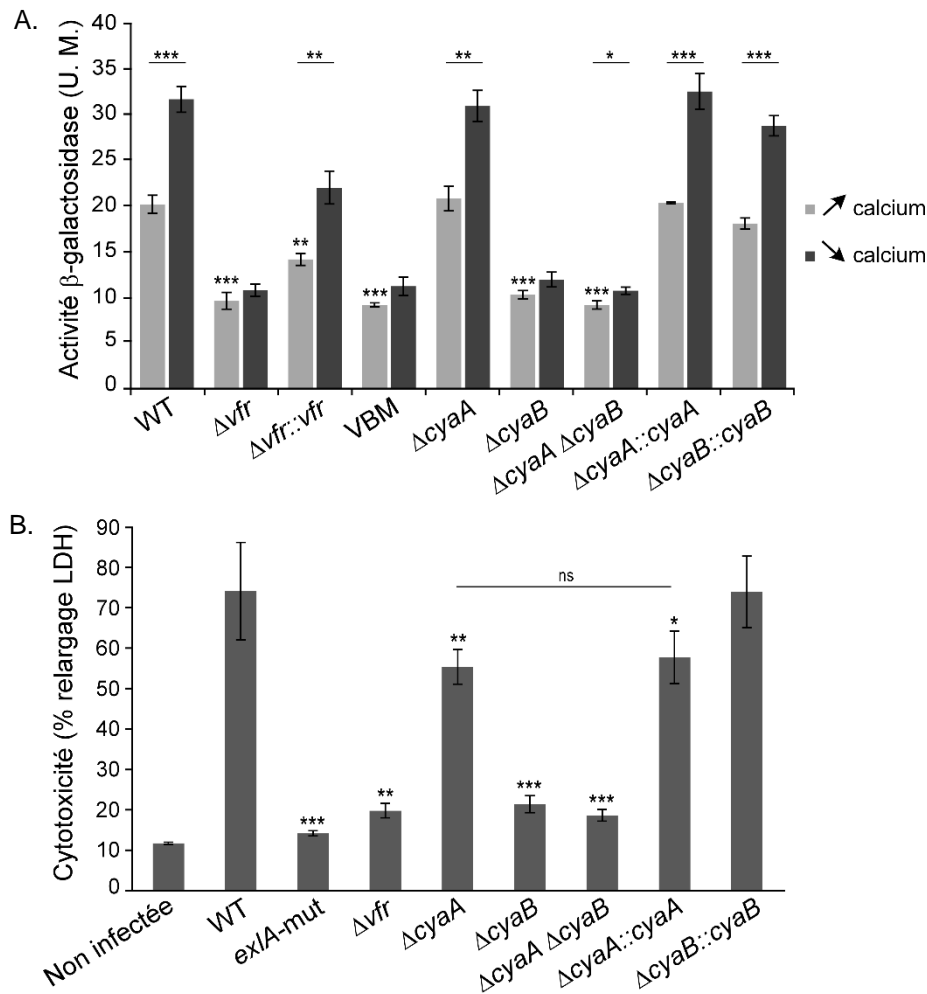 A.
Activité β-galactosidase (U. M.)
40
35
30
25
20
15
10
5
0
*** ** ** * *** ***
*** ** *** *** ***
WT Δvfr Δvfr::vfr VBM ΔcyaA ΔcyaB ΔcyaA ΔcyaB ΔcyaA::cyaA ΔcyaB::cyaB
↗ calcium
↘ calcium
B.
Cytotoxicité (% relargage LDH)
90
80
70
60
50
40
30
20
10
0
ns
*** ** ** *** *** *
Non infectée WT exlA-mut Δvfr ΔcyaA ΔcyaB ΔcyaA ΔcyaB ΔcyaA::cyaA ΔcyaB::cyaB